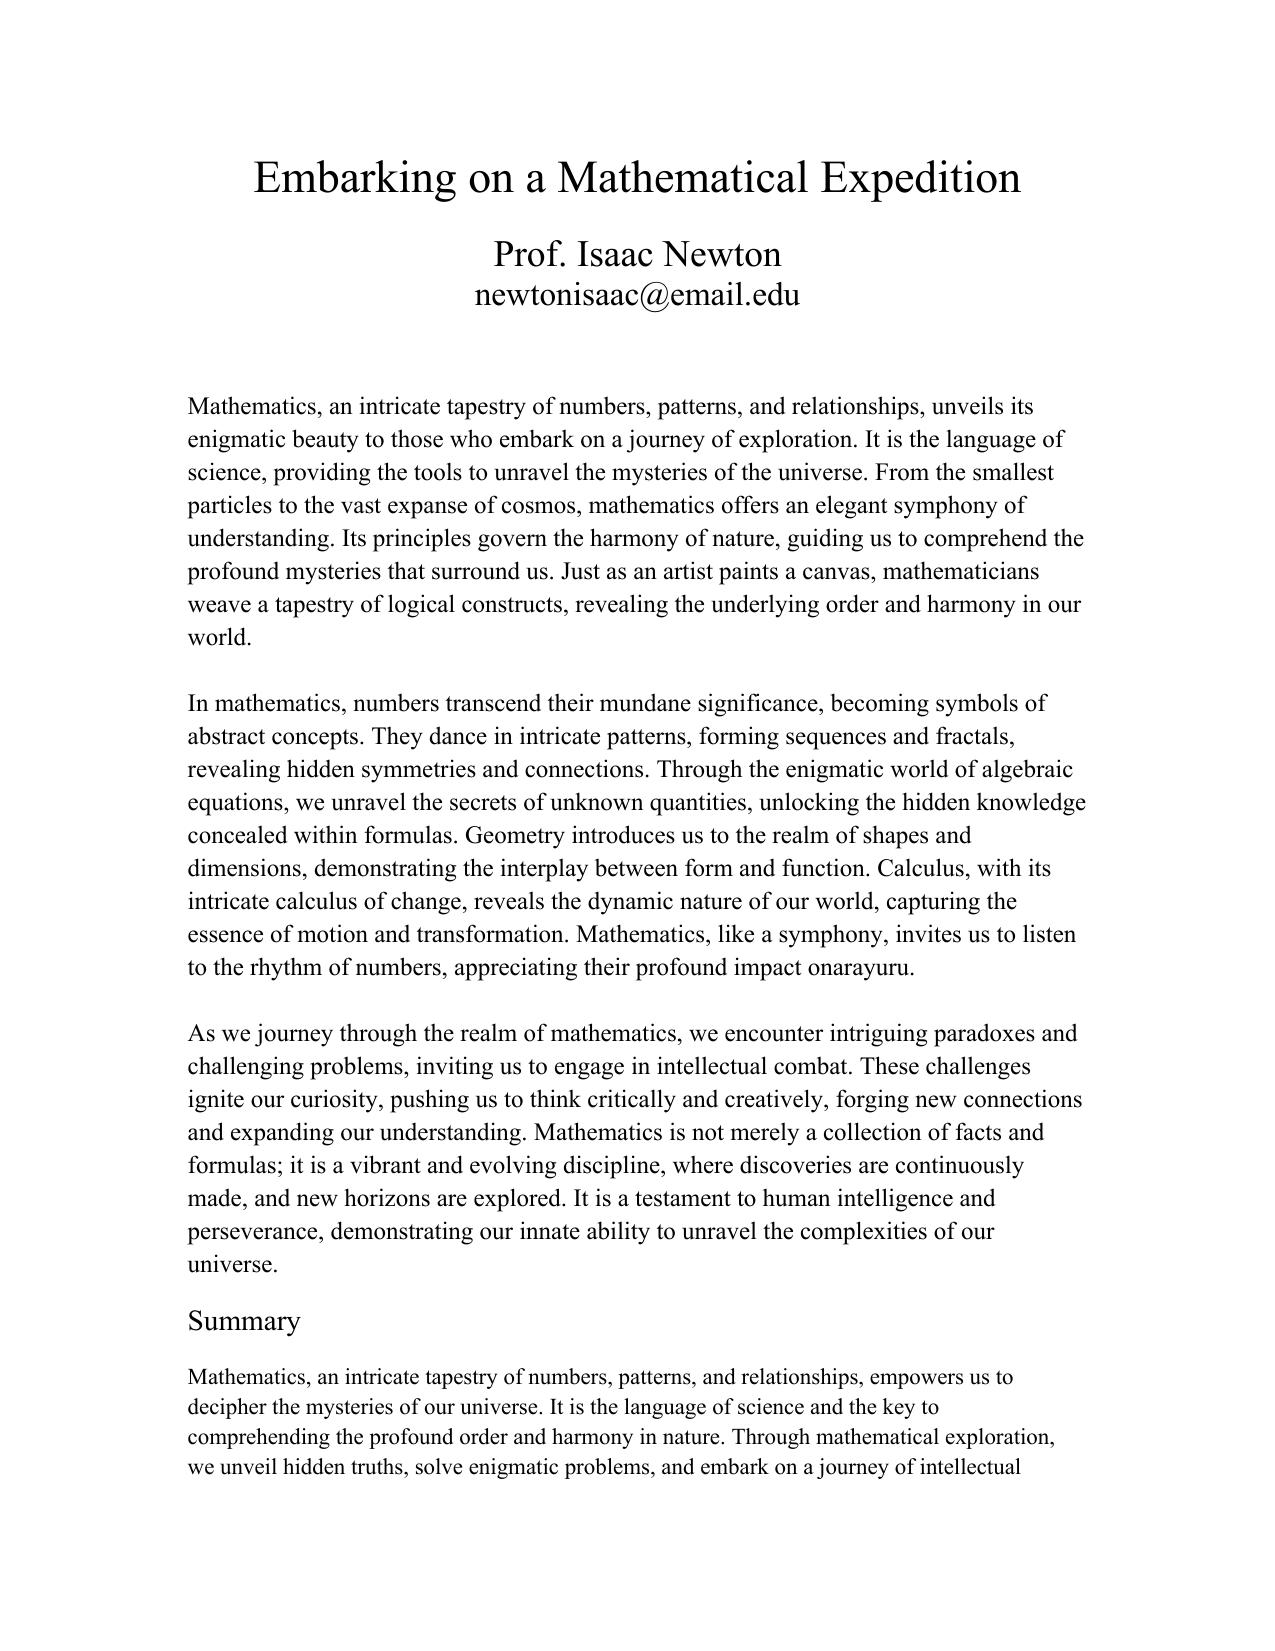 Embarking on a Mathematical Expedition
Prof. Isaac Newton
newtonisaac@email.edu
Mathematics, an intricate tapestry of numbers, patterns, and relationships, unveils its
enigmatic beauty to those who embark on a journey of exploration. It is the language of
science, providing the tools to unravel the mysteries of the universe. From the smallest
particles to the vast expanse of cosmos, mathematics offers an elegant symphony of
understanding. Its principles govern the harmony of nature, guiding us to comprehend the
profound mysteries that surround us. Just as an artist paints a canvas, mathematicians
weave a tapestry of logical constructs, revealing the underlying order and harmony in our
world.
In mathematics, numbers transcend their mundane significance, becoming symbols of
abstract concepts. They dance in intricate patterns, forming sequences and fractals,
revealing hidden symmetries and connections. Through the enigmatic world of algebraic
equations, we unravel the secrets of unknown quantities, unlocking the hidden knowledge
concealed within formulas. Geometry introduces us to the realm of shapes and
dimensions, demonstrating the interplay between form and function. Calculus, with its
intricate calculus of change, reveals the dynamic nature of our world, capturing the
essence of motion and transformation. Mathematics, like a symphony, invites us to listen
to the rhythm of numbers, appreciating their profound impact onarayuru.
As we journey through the realm of mathematics, we encounter intriguing paradoxes and
challenging problems, inviting us to engage in intellectual combat. These challenges
ignite our curiosity, pushing us to think critically and creatively, forging new connections
and expanding our understanding. Mathematics is not merely a collection of facts and
formulas; it is a vibrant and evolving discipline, where discoveries are continuously
made, and new horizons are explored. It is a testament to human intelligence and
perseverance, demonstrating our innate ability to unravel the complexities of our
universe.
Summary
Mathematics, an intricate tapestry of numbers, patterns, and relationships, empowers us to
decipher the mysteries of our universe. It is the language of science and the key to
comprehending the profound order and harmony in nature. Through mathematical exploration,
we unveil hidden truths, solve enigmatic problems, and embark on a journey of intellectual